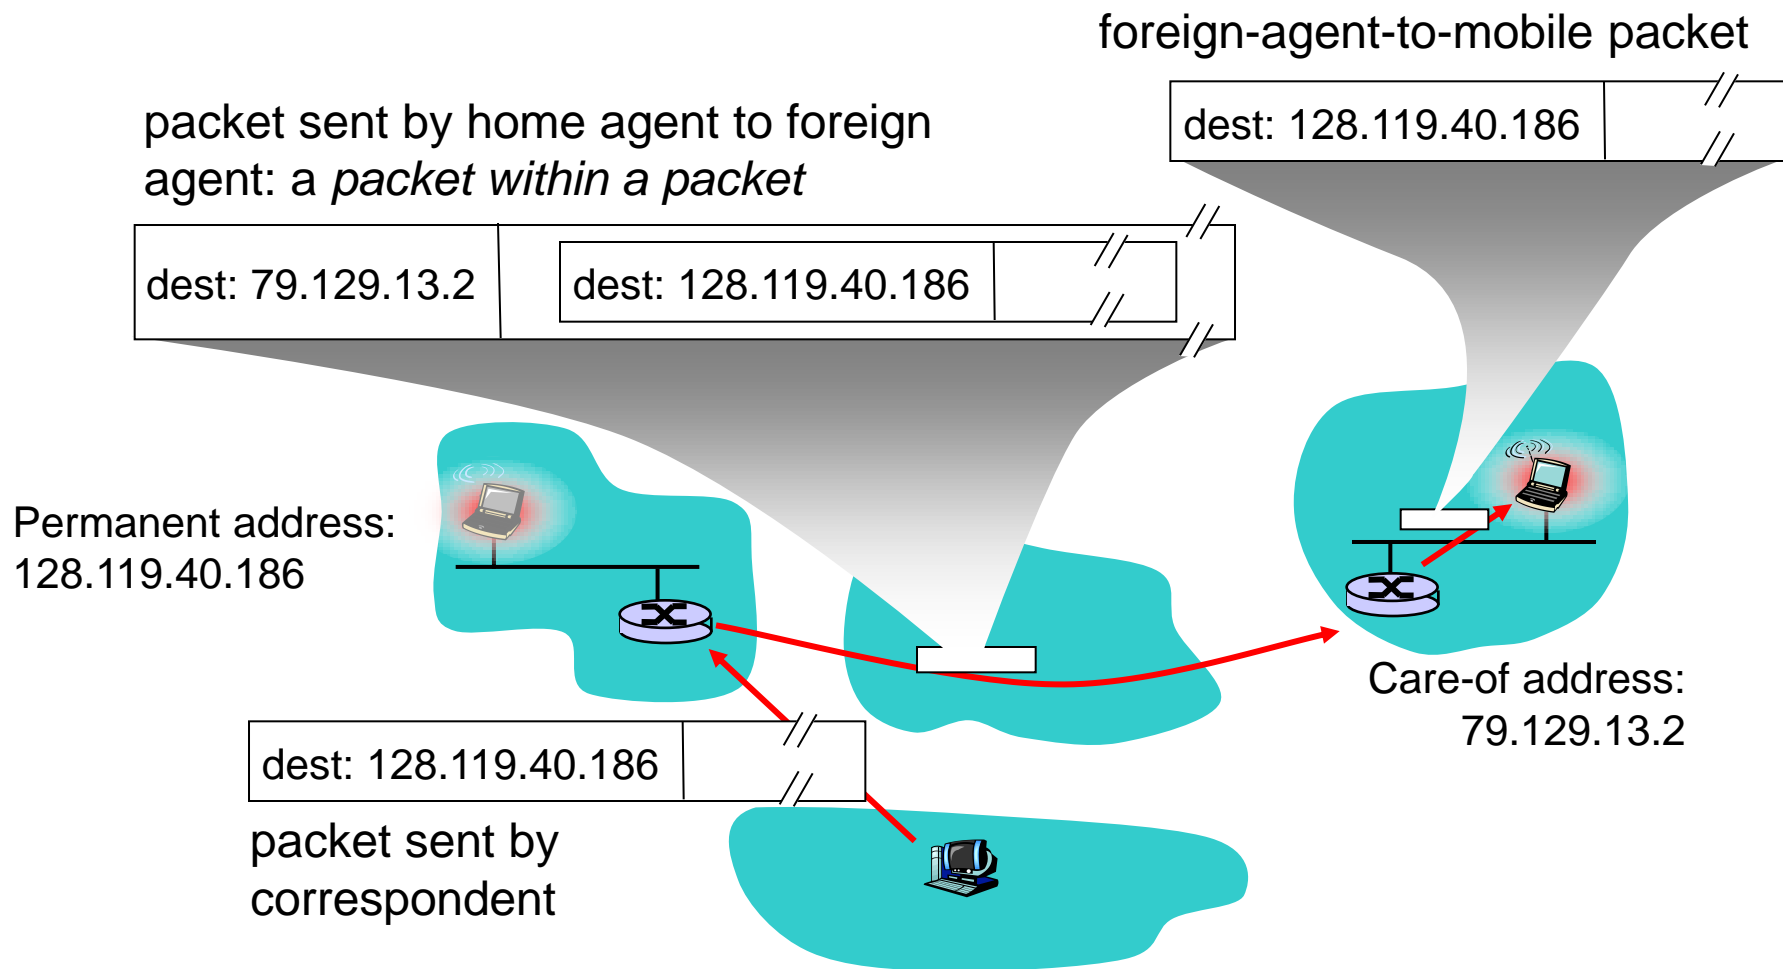 foreign-agent-to-mobile packet
dest: 128.119.40.186
packet sent by home agent to foreign
agent: a packet within a packet
dest: 79.129.13.2
dest: 128.119.40.186
Permanent address:
128.119.40.186
Care-of address:
79.129.13.2
dest: 128.119.40.186
packet sent by
correspondent